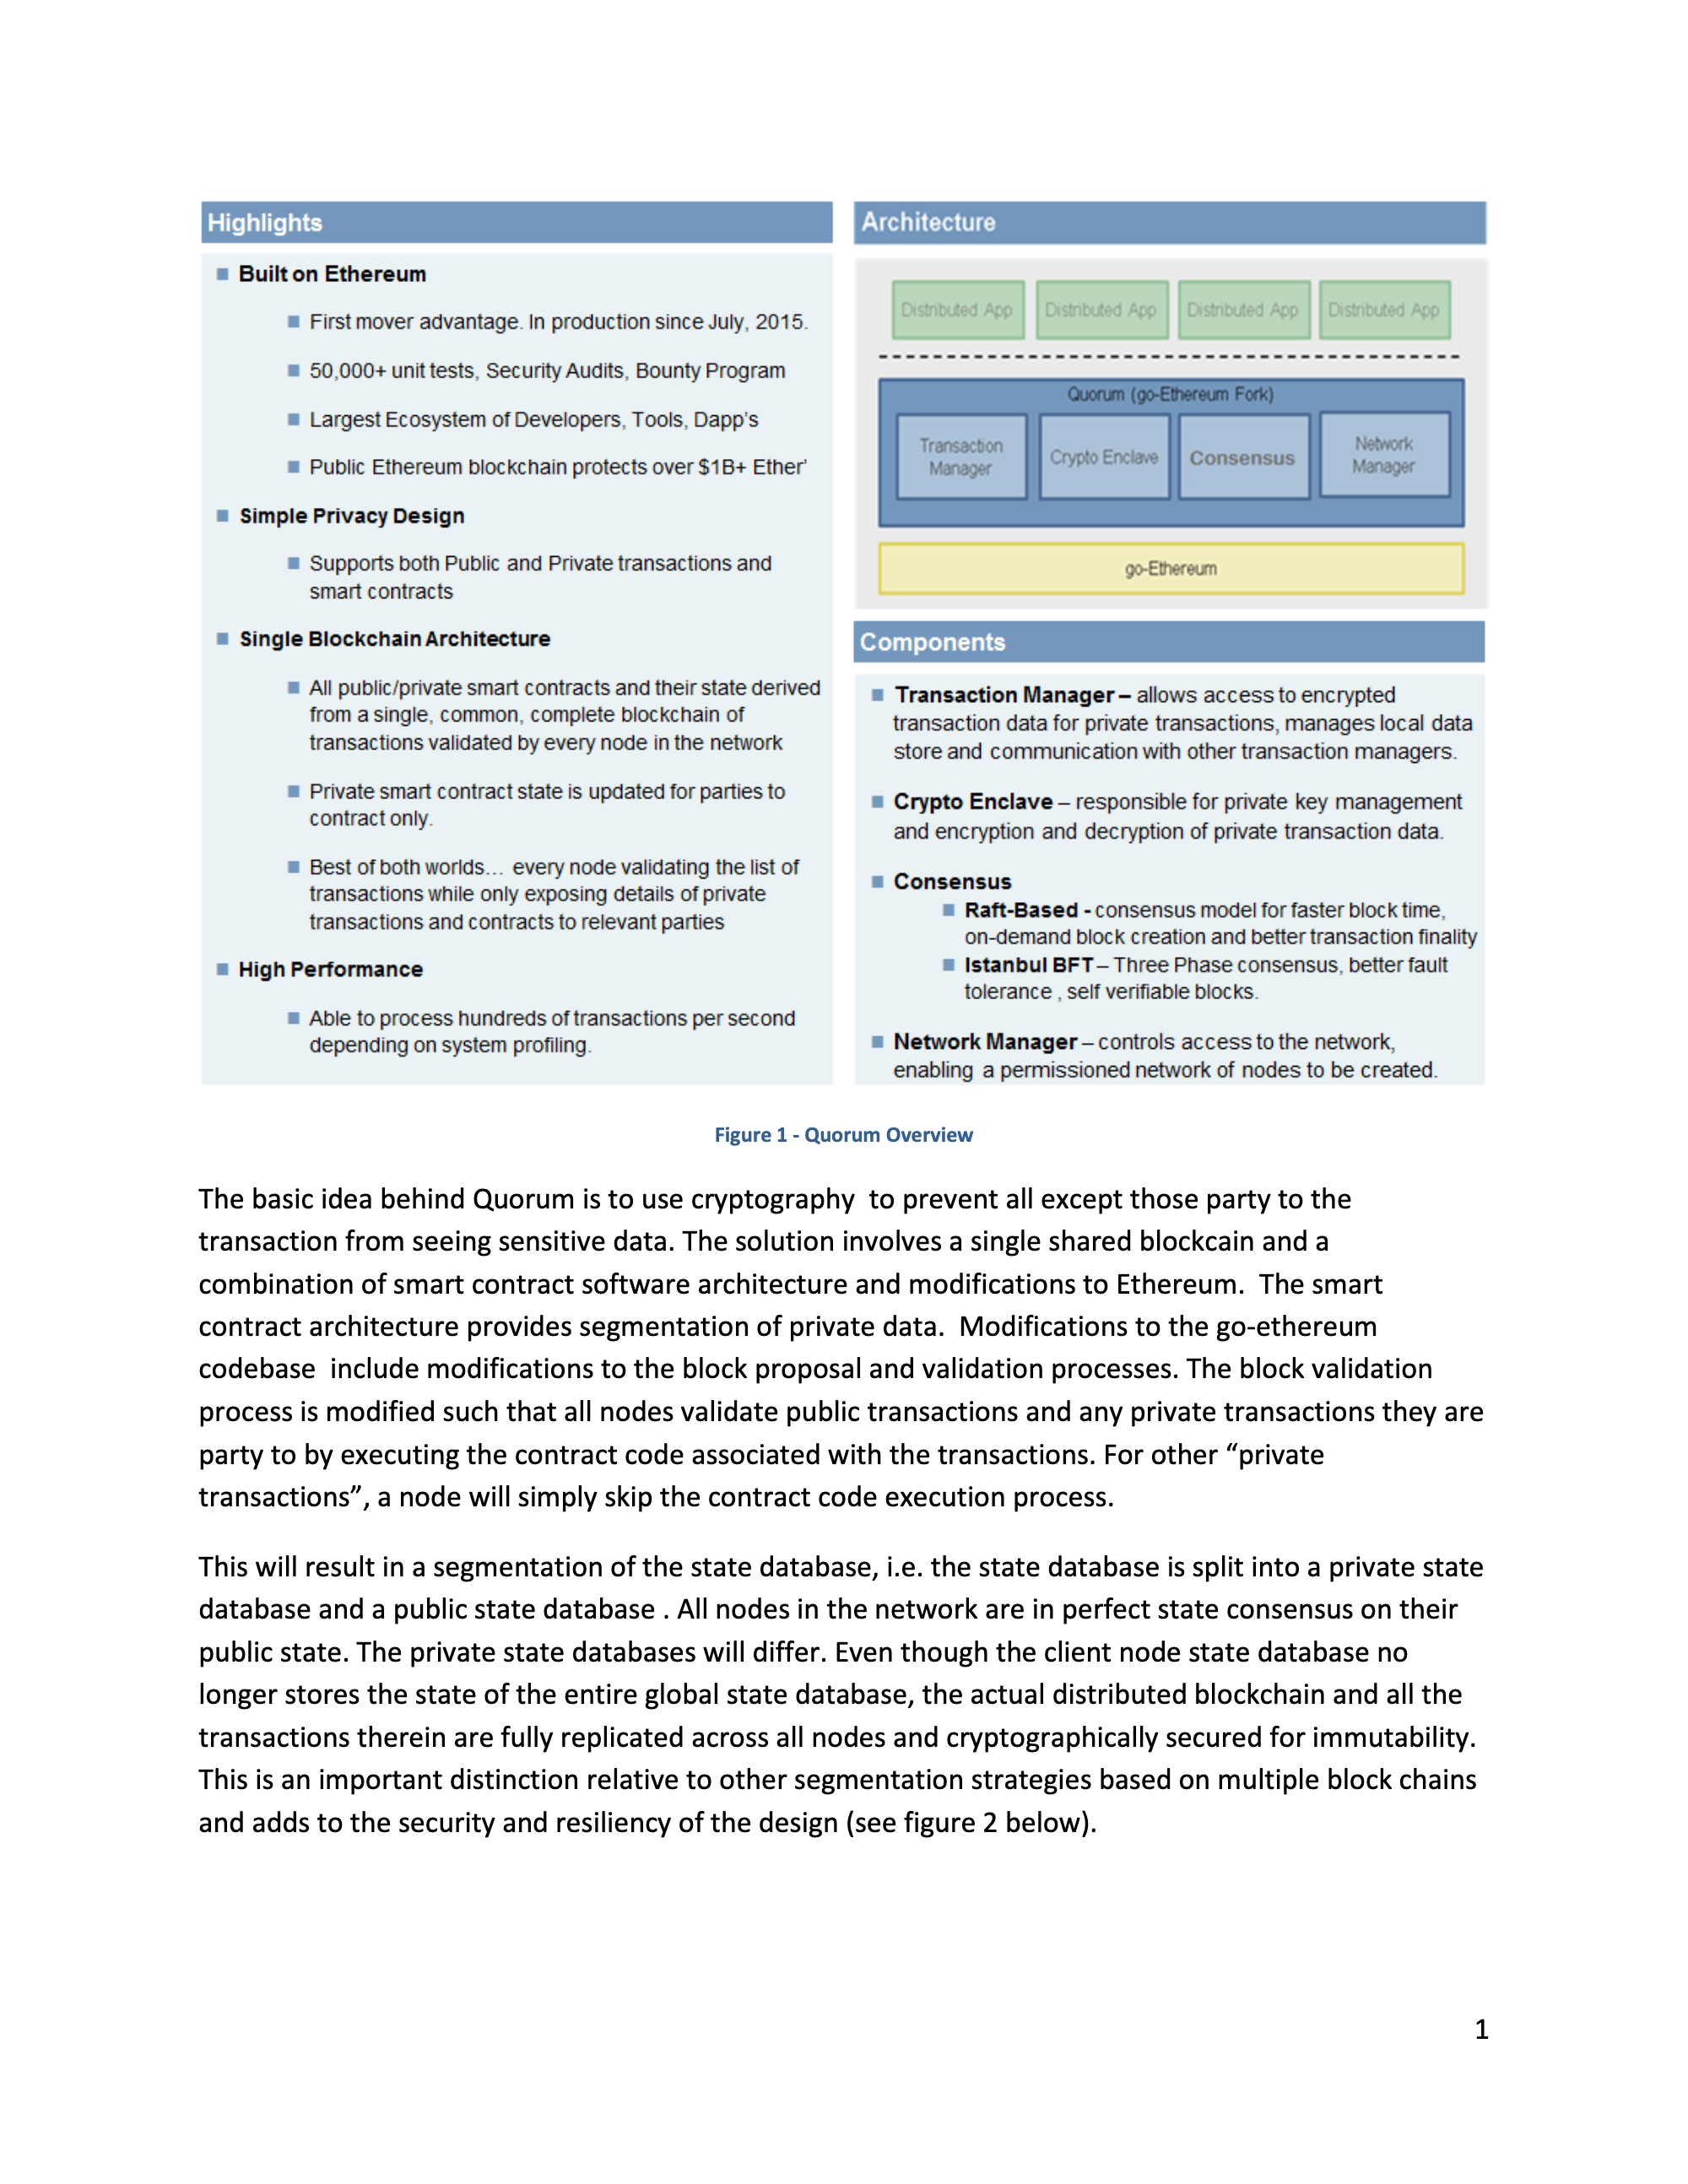 Highlights
Built on Ethereum
First mover advantage. In production since July, 2015.
50,000+ unit tests, Security Audits, Bounty Program
Largest Ecosystem of Developers, Tools, Dapp's
Public Ethereum blockchain protects over $1B+ Ether'
Simple Privacy Design
Supports both Public and Private transactions and
smart contracts
Single Blockchain Architecture
All public/private smart contracts and their state derived
from a single, common, complete blockchain of
transactions validated by every node in the network
Private smart contract state is updated for parties to
contract only.
Best of both worlds… every node validating the list of
transactions while only exposing details of private
transactions and contracts to relevant parties
High Performance
Able to process hundreds of transactions per second
depending on system profiling.
Architecture
Distributed App Distributed App Distributed App Distributed App
Quorum (go-Ethereum Fork)
Transaction
Manager
Crypto Enclave
Consensus
Network
Manager
go-Ethereum
Components
Transaction Manager – allows access to encrypted
transaction data for private transactions, manages local data
store and communication with other transaction managers.
Crypto Enclave – responsible for private key management
and encryption and decryption of private transaction data.
Consensus
Raft-Based - consensus model for faster block time,
on-demand block creation and better transaction finality
Istanbul BFT – Three Phase consensus, better fault
tolerance , self verifiable blocks.
Network Manager – controls access to the network,
enabling a permissioned network of nodes to be created.
Figure 1 - Quorum Overview
The basic idea behind Quorum is to use cryptography  to prevent all except those party to the
transaction from seeing sensitive data. The solution involves a single shared blockcain and a
combination of smart contract software architecture and modifications to Ethereum.  The smart
contract architecture provides segmentation of private data.  Modifications to the go-ethereum
codebase  include modifications to the block proposal and validation processes. The block validation
process is modified such that all nodes validate public transactions and any private transactions they are
party to by executing the contract code associated with the transactions. For other “private
transactions”, a node will simply skip the contract code execution process.
This will result in a segmentation of the state database, i.e. the state database is split into a private state
database and a public state database . All nodes in the network are in perfect state consensus on their
public state. The private state databases will differ. Even though the client node state database no
longer stores the state of the entire global state database, the actual distributed blockchain and all the
transactions therein are fully replicated across all nodes and cryptographically secured for immutability.
This is an important distinction relative to other segmentation strategies based on multiple block chains
and adds to the security and resiliency of the design (see figure 2 below).
1